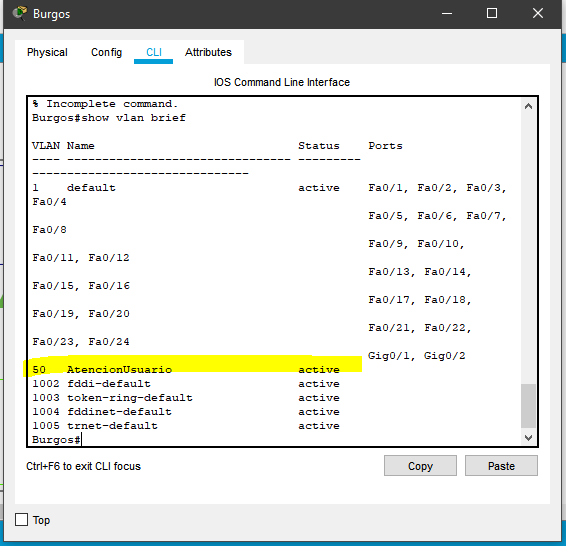 Burgos
Physical Config CLI Attributes
IOS Command Line Interface
% Incomplete command.
Burgos#show vlan brief
VLAN Name Status Ports
---- -------------------------------- --------- 
-------------------------------
1 default active Fa0/1, Fa0/2, Fa0/3,
Fa0/4
Fa0/5, Fa0/6, Fa0/7,
Fa0/8
Fa0/9, Fa0/10,
Fa0/11, Fa0/12
Fa0/13, Fa0/14,
Fa0/15, Fa0/16
Fa0/17, Fa0/18,
Fa0/19, Fa0/20
Fa0/21, Fa0/22,
Fa0/23, Fa0/24
Gig0/1, Gig0/2
50 AtencionUsuario active
1002 fddi-default active
1003 token-ring-default active
1004 fddinet-default active
1005 trnet-default active
Burgos#
Ctrl+F6 to exit CLI focus
Copy Paste
Top